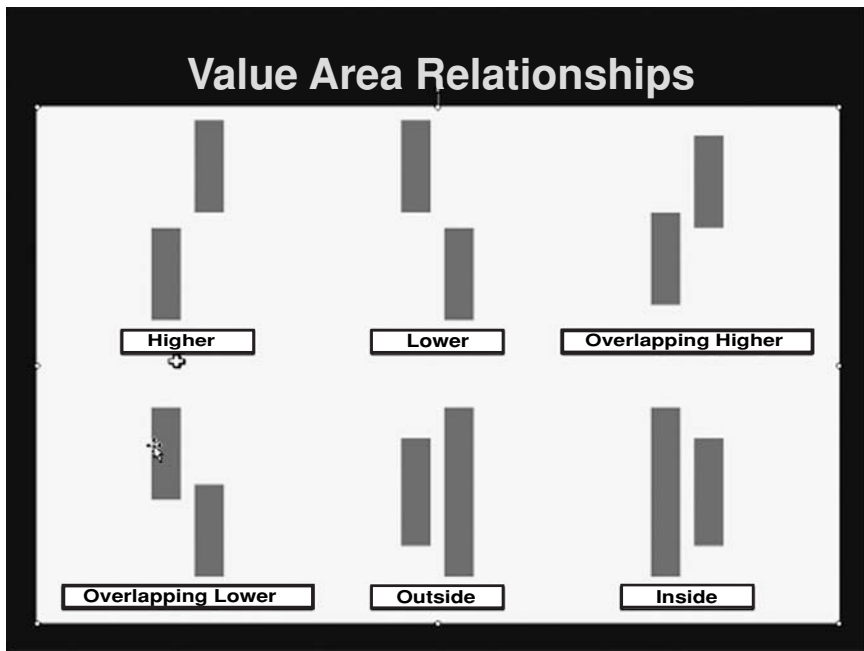 Value Area Relationships
Higher
Lower
Overlapping Higher
Overlapping Lower
Outside
Inside